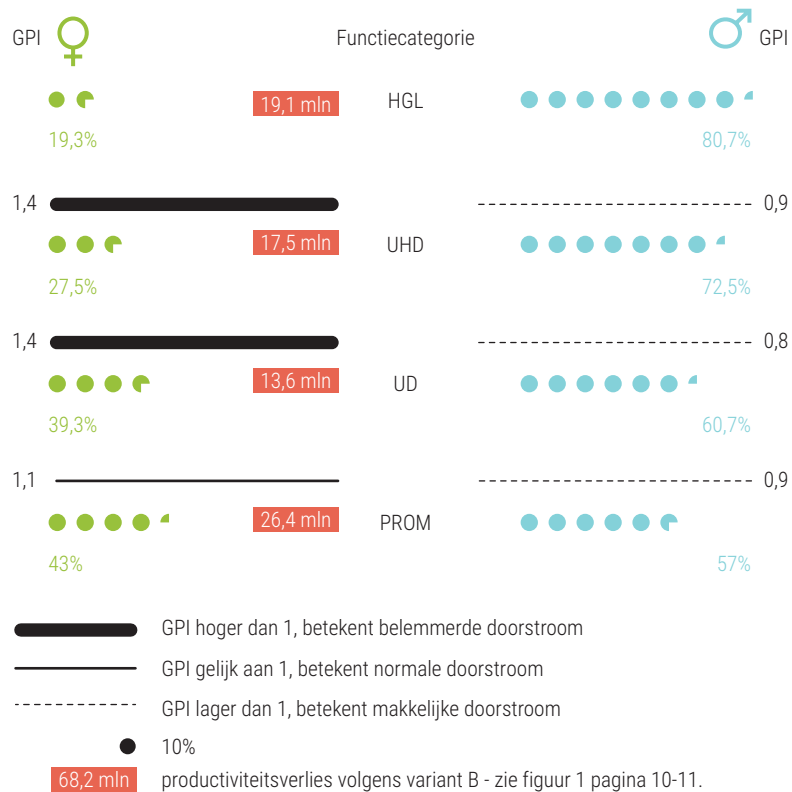 GPI Functiecategorie GPI
19,1 mln HGL
19,3% 80,7%
1,4 0,9
17,5 mln UHD
27,5% 72,5%
1,4 0,8
13,6 mln UD
39,3% 60,7%
1,1 0,9
26,4 mln PROM
43% 57%
GPI hoger dan 1, betekent belemmerde doorstroom
GPI gelijk aan 1, betekent normale doorstroom
GPI lager dan 1, betekent makkelijke doorstroom
10%
68,2 mln productiviteitsverlies volgens variant B - zie figuur 1 pagina 10-11.